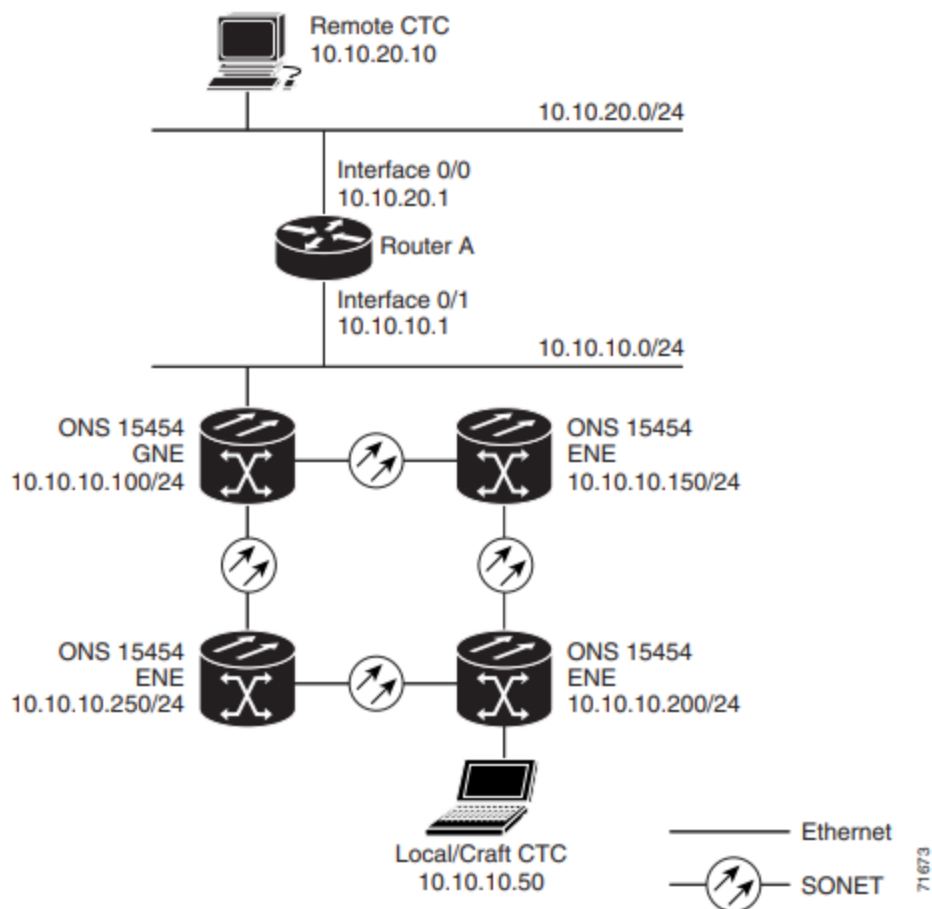 Remote CTC
10.10.20.10
10.10.20.0/24
Interface 0/0
10.10.20.1
Router A
Interface 0/1
10.10.10.1
10.10.10.0/24
ONS 15454
GNE
10.10.10.100/24
ONS 15454
ENE
10.10.10.150/24
ONS 15454
ENE
10.10.10.250/24
ONS 15454
ENE
10.10.10.200/24
Local/Craft CTC
10.10.10.50
Ethernet
SONET
71673